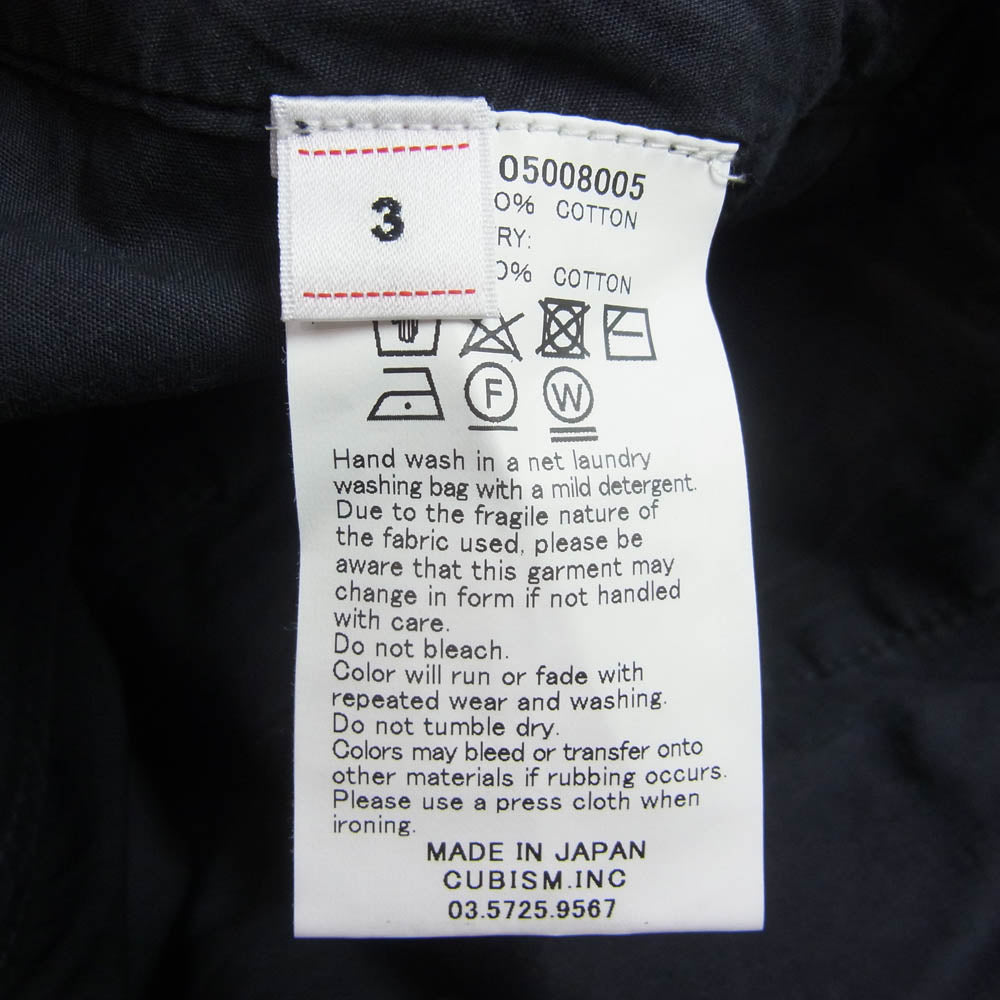 3
05008005
0% COTTON
RY:
0% COTTON
F
W
Hand wash in a net laundry
washing bag with a mild detergent.
Due to the fragile nature of
the fabric used, please be
aware that this garment may
change in form if not handled
with care.
Do not bleach.
Color will run or fade with
repeated wear and washing.
Do not tumble dry.
Colors may bleed or transfer onto
other materials if rubbing occurs.
Please use a press cloth when
ironing.
MADE IN JAPAN
CUBISM.INC
03.5725.9567